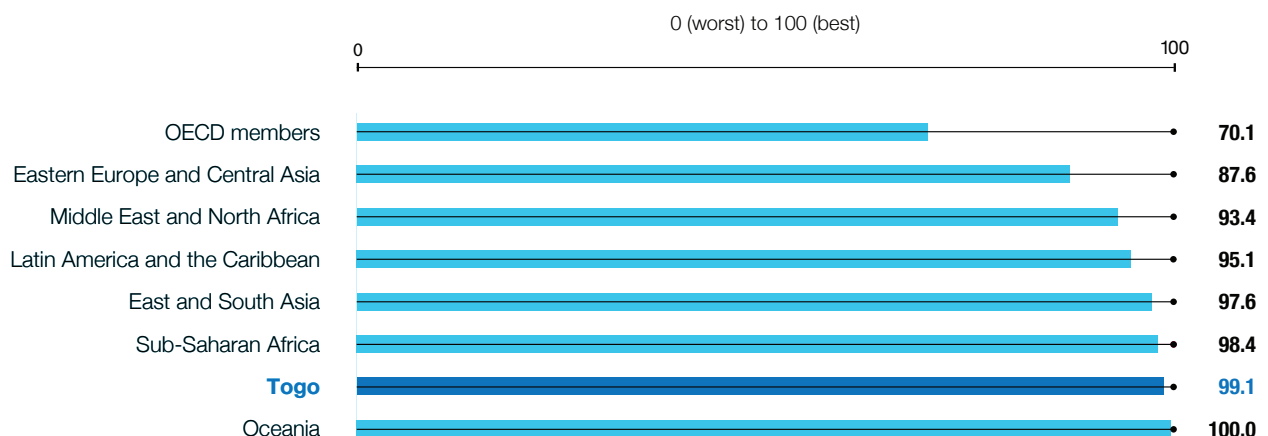 0 (worst) to 100 (best)
0 100
OECD members 70.1
Eastern Europe and Central Asia 87.6
Middle East and North Africa 93.4
Latin America and the Caribbean 95.1
East and South Asia 97.6
Sub-Saharan Africa 98.4
Togo 99.1
Oceania 100.0